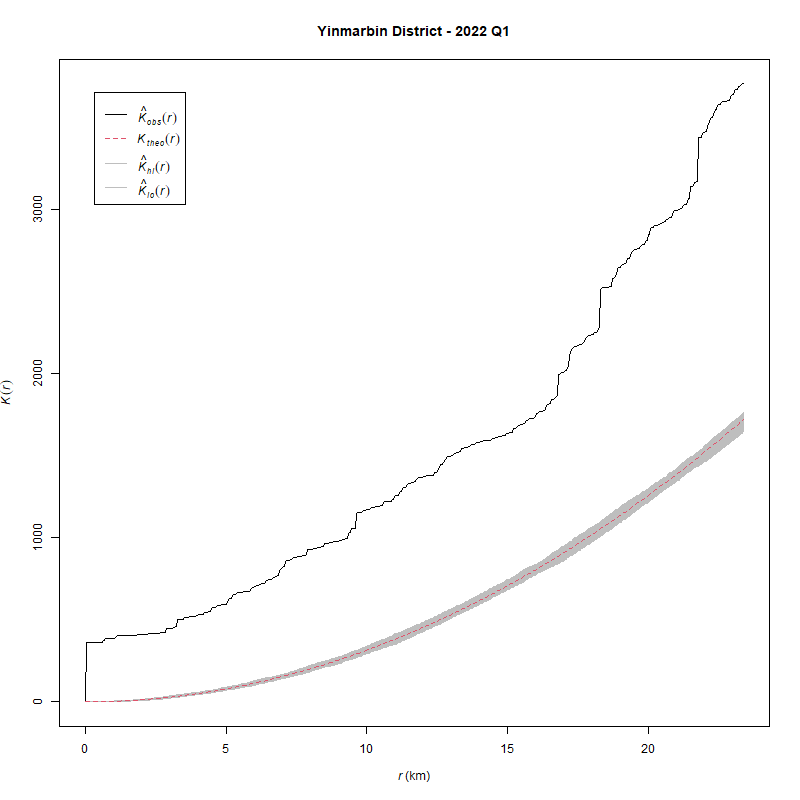 Yinmarbin District - 2022 Q1
K̂obs(r)
Ktheo(r)
K̂hi(r)
K̂lo(r)
K(r)
3000
2000
1000
0
0 5 10 15 20
r (km)